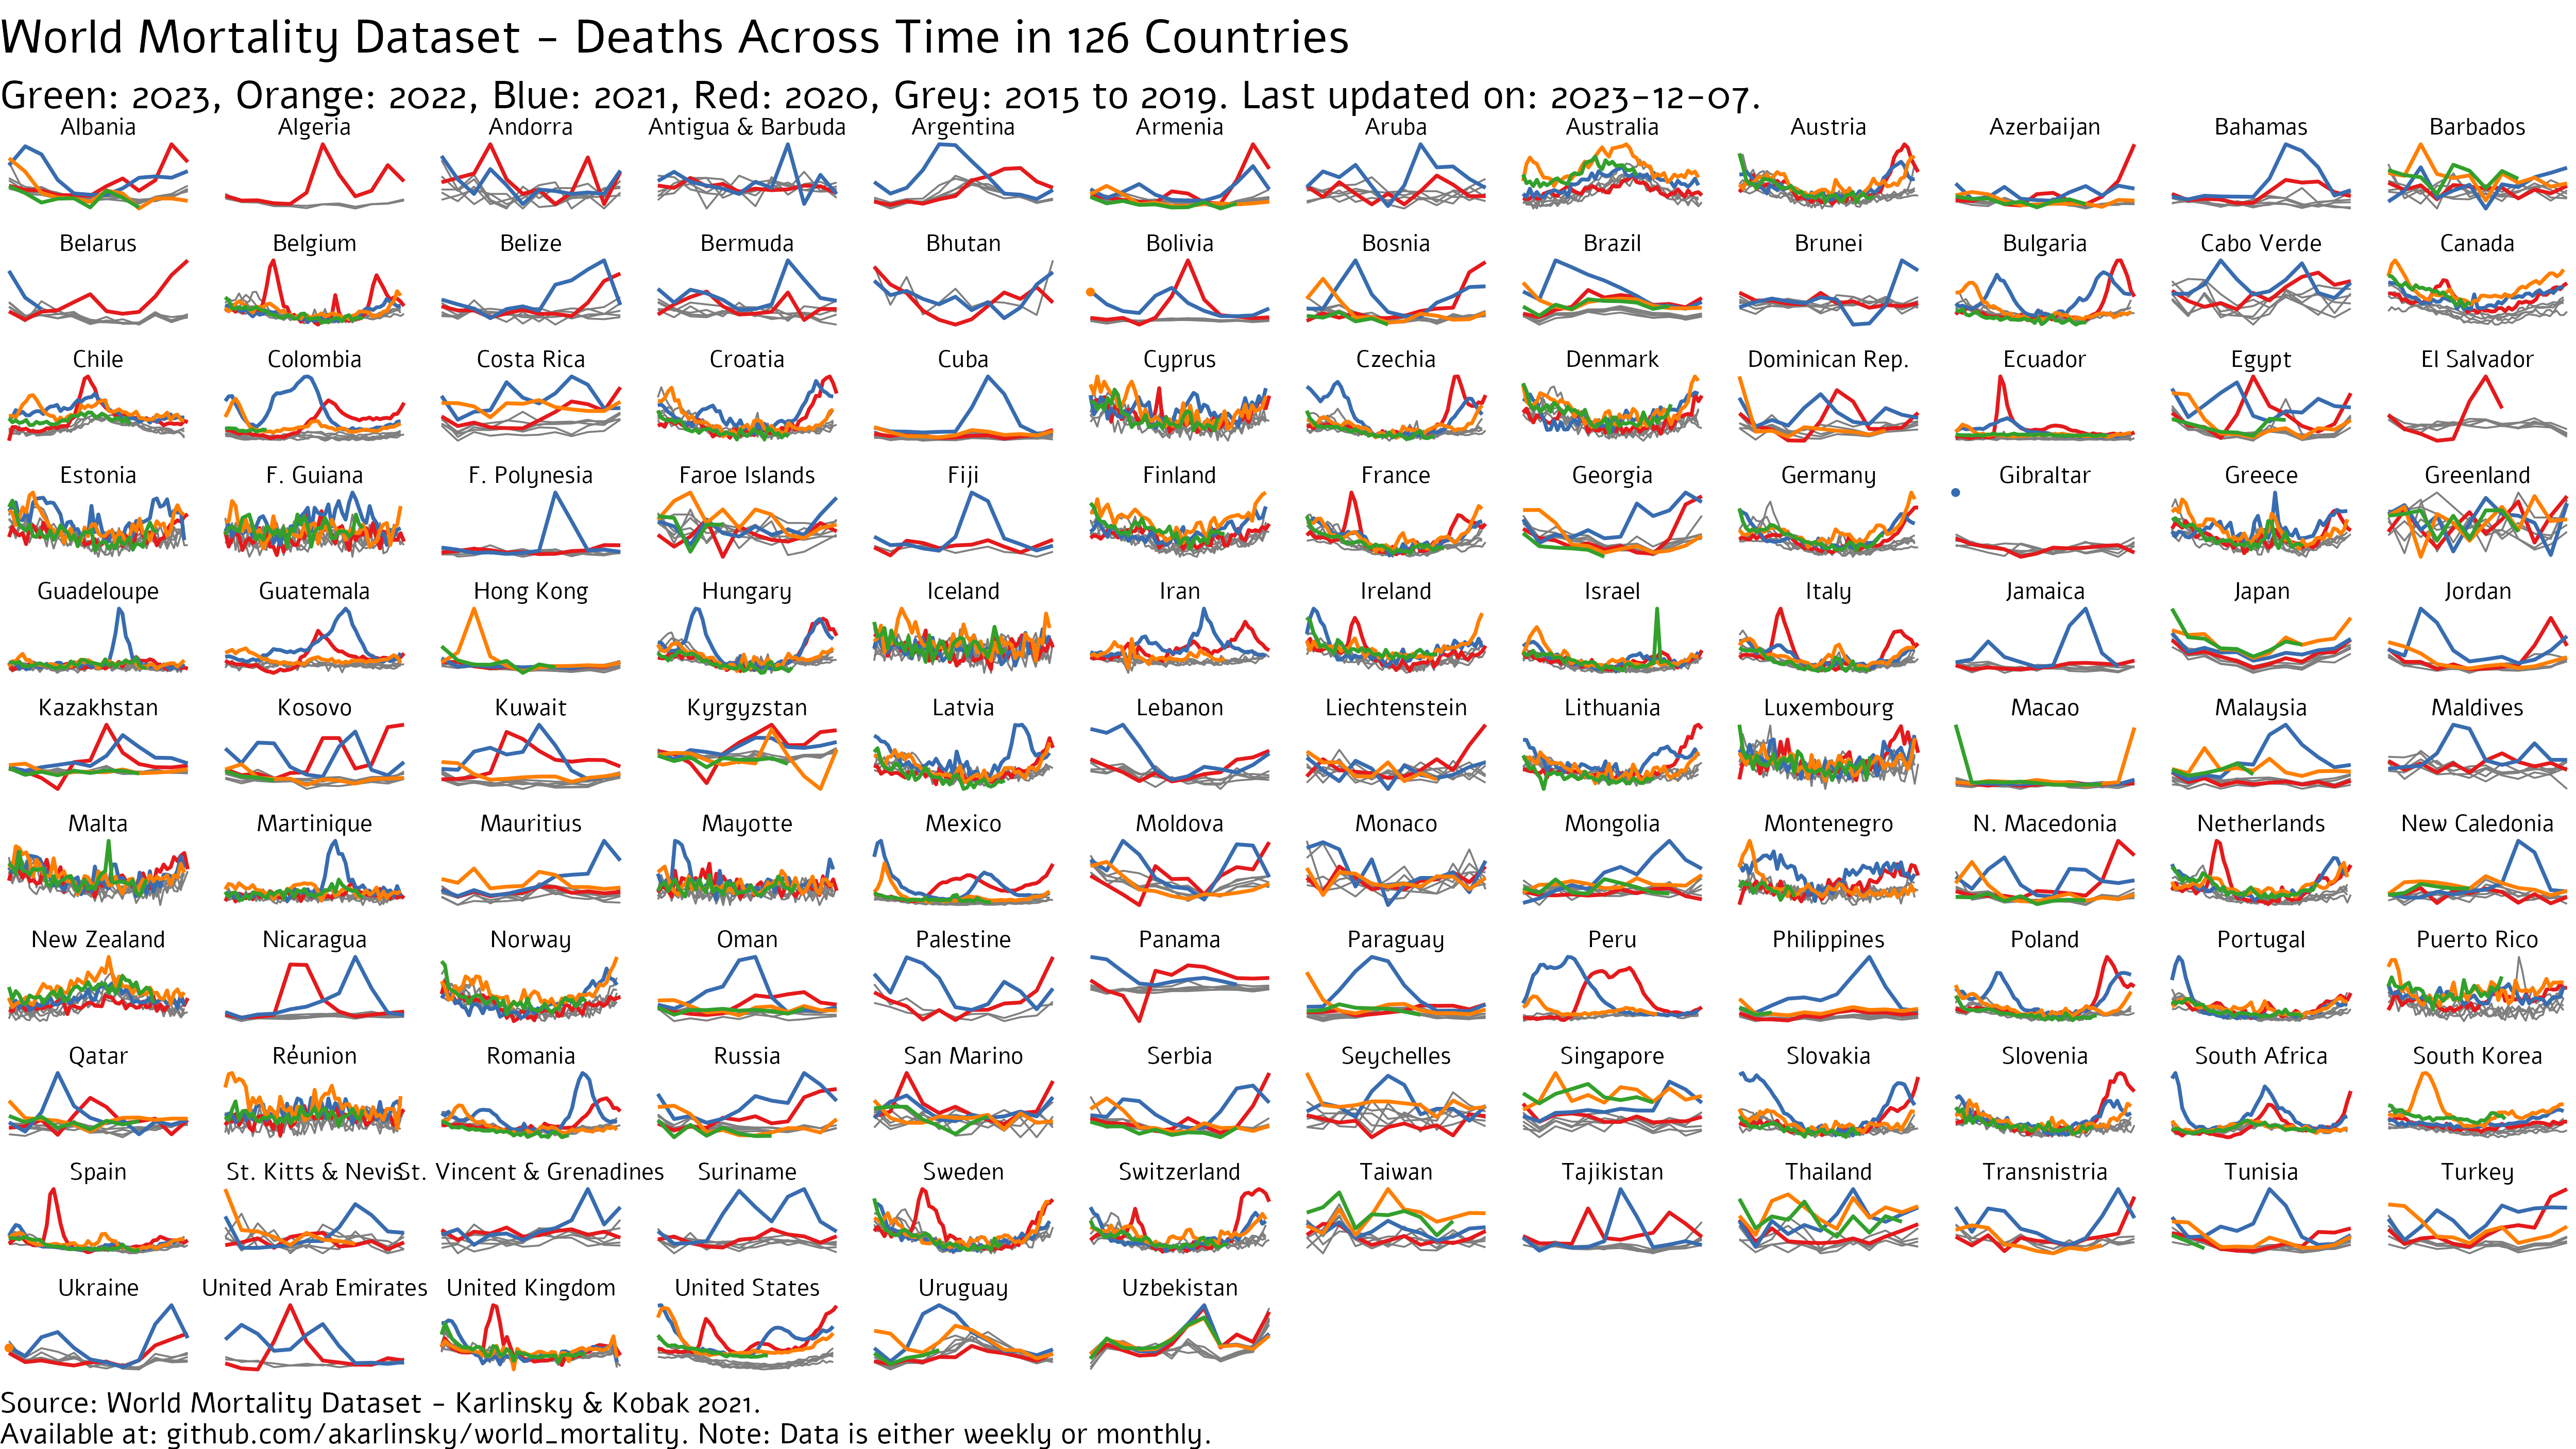 World Mortality Dataset - Deaths Across Time in 126 Countries
Green: 2023, Orange: 2022, Blue: 2021, Red: 2020, Grey: 2015 to 2019. Last updated on: 2023-12-07.
Albania Algeria Andorra Antigua & Barbuda Argentina Armenia Aruba Australia Austria Azerbaijan Bahamas Barbados
Belarus Belgium Belize Bermuda Bhutan Bolivia Bosnia Brazil Brunei Bulgaria Cabo Verde Canada
Chile Colombia Costa Rica Croatia Cuba Cyprus Czechia Denmark Dominican Rep. Ecuador Egypt El Salvador
Estonia F. Guiana F. Polynesia Faroe Islands Fiji Finland France Georgia Germany Gibraltar Greece Greenland
Guadeloupe Guatemala Hong Kong Hungary Iceland Iran Ireland Israel Italy Jamaica Japan Jordan
Kazakhstan Kosovo Kuwait Kyrgyzstan Latvia Lebanon Liechtenstein Lithuania Luxembourg Macao Malaysia Maldives
Malta Martinique Mauritius Mayotte Mexico Moldova Monaco Mongolia Montenegro N. Macedonia Netherlands New Caledonia
New Zealand Nicaragua Norway Oman Palestine Panama Paraguay Peru Philippines Poland Portugal Puerto Rico
Qatar Réunion Romania Russia San Marino Serbia Seychelles Singapore Slovakia Slovenia South Africa South Korea
Spain St. Kitts & Nevis St. Vincent & Grenadines Suriname Sweden Switzerland Taiwan Tajikistan Thailand Transnistria Tunisia Turkey
Ukraine United Arab Emirates United Kingdom United States Uruguay Uzbekistan
Source: World Mortality Dataset - Karlinsky & Kobak 2021.
Available at: github.com/akarlinsky/world_mortality. Note: Data is either weekly or monthly.